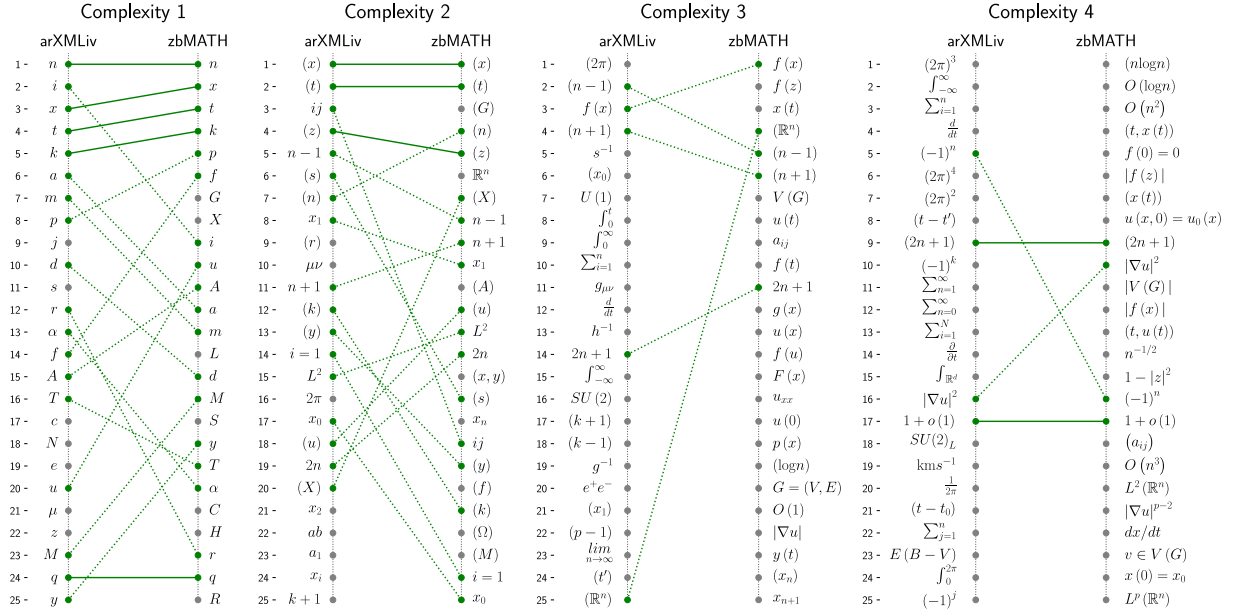 Complexity 1 Complexity 2 Complexity 3 Complexity 4
arXMLiv zbMATH arXMLiv zbMATH arXMLiv zbMATH arXMLiv zbMATH
1 n n 1 (x) (x) 1 (2π) f (x) 1 (2π)^3 (nlogn)
2 i x 2 (t) (t) 2 (n − 1) f (z) 2 ∫_{−∞}^{∞} O (logn)
3 x t 3 ij (G) 3 f (x) x (t) 3 ∑_{i=1}^{n} O (n^2)
4 t k 4 (z) (n) 4 (n + 1) (ℝ^n) 4 d/dt (t, x (t))
5 k p 5 n − 1 (z) 5 s^{−1} (n − 1) 5 (−1)^n f (0) = 0
6 a f 6 (s) ℝ^n 6 (x_0) (n + 1) 6 (2π)^4 |f (z) |
7 m G 7 (n) (X) 7 U (1) V (G) 7 (2π)^2 (x (t))
8 p X 8 x_1 n − 1 8 ∫_0^t u (t) 8 (t − t′) u (x, 0) = u_0 (x)
9 j i 9 (r) n + 1 9 ∫_0^∞ a_{ij} 9 (2n + 1) (2n + 1)
10 d u 10 μν x_1 10 ∑_{i=1}^{n} f (t) 10 (−1)^k |∇u|^2
11 s A 11 n + 1 (A) 11 g_{μν} 2n + 1 11 ∑_{n=1}^{∞} |V (G) |
12 r a 12 (k) (u) 12 d/dt g (x) 12 ∑_{n=0}^{∞} |f (x) |
13 α m 13 (y) L^2 13 h^{−1} u (x) 13 ∑_{i=1}^{N} (t, u (t))
14 f L 14 i = 1 2n 14 2n + 1 f (u) 14 ∂/∂t n^{−1/2}
15 A d 15 L^2 (x, y) 15 ∫_{−∞}^{∞} F (x) 15 ∫_{ℝ^d} 1 − |z|^2
16 T M 16 2π (s) 16 SU (2) u_{xx} 16 |∇u|^2 (−1)^n
17 c S 17 x_0 x_n 17 (k + 1) u (0) 17 1 + o (1) 1 + o (1)
18 N y 18 (u) ij 18 (k − 1) p (x) 18 SU(2)_L (a_{ij})
19 e T 19 2n (y) 19 g^{−1} (logn) 19 kms^{−1} O (n^3)
20 u α 20 (X) (f) 20 e^+e^− G = (V, E) 20 1/2π L^2 (ℝ^n)
21 μ C 21 x_2 (k) 21 (x_1) O (1) 21 (t − t_0) |∇u|^{p−2}
22 z H 22 ab (Ω) 22 (p − 1) |∇u| 22 ∑_{j=1}^{n} dx/dt
23 M r 23 a_1 (M) 23 lim_{n→∞} y (t) 23 E (B − V) v ∈ V (G)
24 q q 24 x_i i = 1 24 (t′) (x_n) 24 ∫_0^{2π} x (0) = x_0
25 y R 25 k + 1 x_0 25 (ℝ^n) x_{n+1} 25 (−1)^j L^p (ℝ^n)